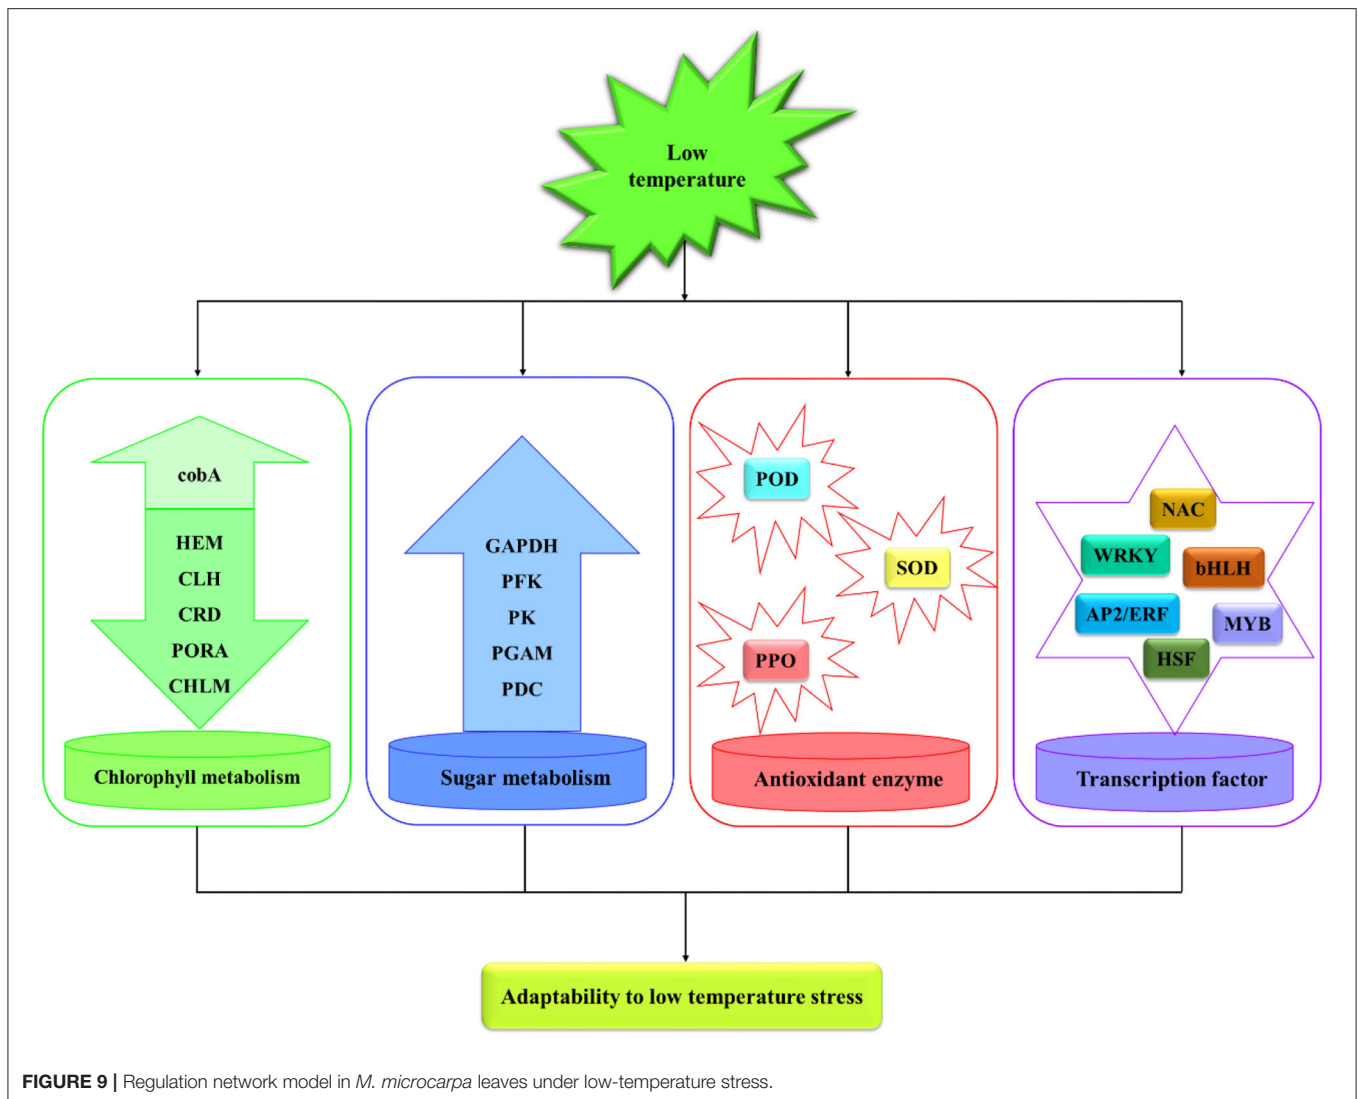 Low
temperature
cobA
HEM
CLH
CRD
PORA
CHLM
Chlorophyll metabolism
GAPDH
PFK
PK
PGAM
PDC
Sugar metabolism
POD
SOD
PPO
Antioxidant enzyme
NAC
WRKY
bHLH
AP2/ERF
MYB
HSF
Transcription factor
Adaptability to low temperature stress
FIGURE 9 | Regulation network model in M. microcarpa leaves under low-temperature stress.